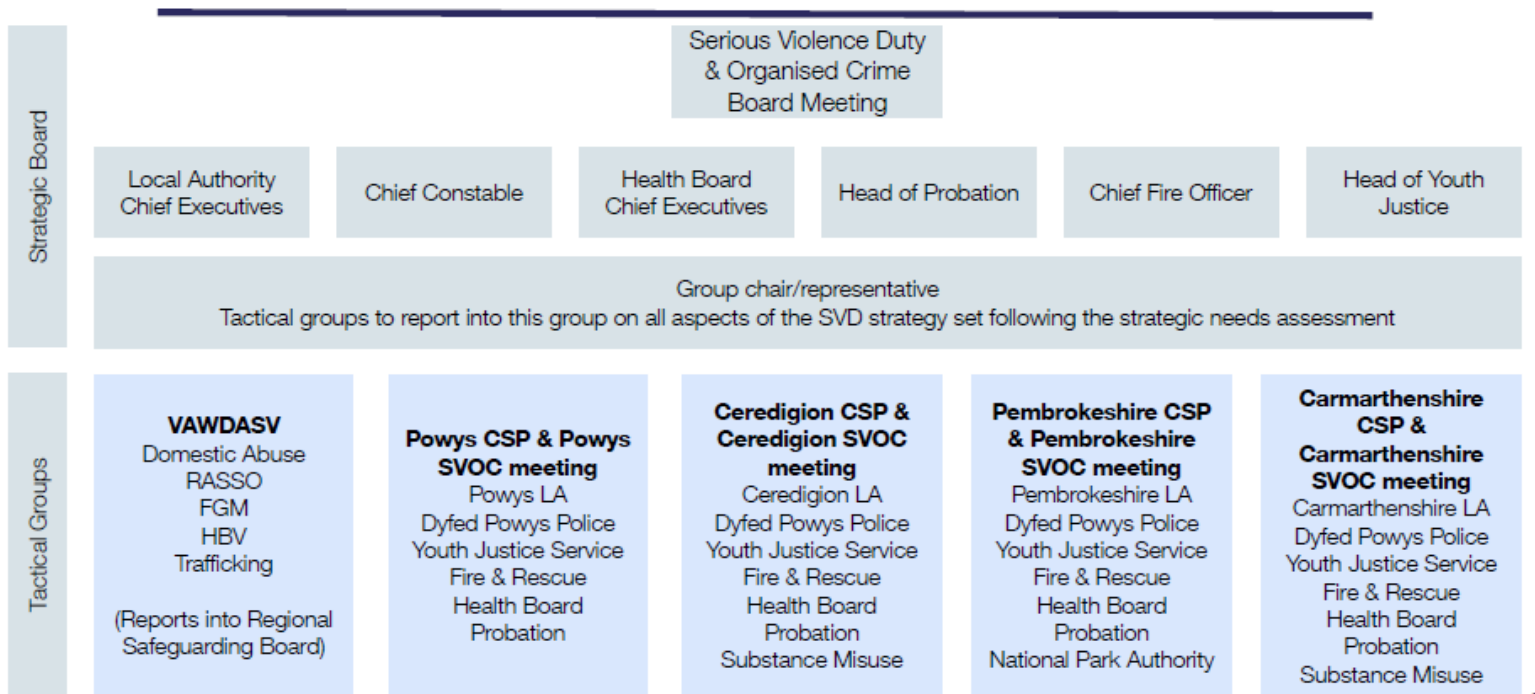 Serious Violence Duty
& Organised Crime
Board Meeting
Strategic Board
Local Authority
Chief Executives
Chief Constable
Health Board
Chief Executives
Head of Probation
Chief Fire Officer
Head of Youth
Justice
Group chair/representative
Tactical groups to report into this group on all aspects of the SVD strategy set following the strategic needs assessment
Tactical Groups
VAWDASV
Domestic Abuse
RASSO
FGM
HBV
Trafficking
(Reports into Regional
Safeguarding Board)
Powys CSP & Powys
SVOC meeting
Powys LA
Dyfed Powys Police
Youth Justice Service
Fire & Rescue
Health Board
Probation
Ceredigion CSP &
Ceredigion SVOC
meeting
Ceredigion LA
Dyfed Powys Police
Youth Justice Service
Fire & Rescue
Health Board
Probation
Substance Misuse
Pembrokeshire CSP
& Pembrokeshire
SVOC meeting
Pembrokeshire LA
Dyfed Powys Police
Youth Justice Service
Fire & Rescue
Health Board
Probation
National Park Authority
Carmarthenshire
CSP &
Carmarthenshire
SVOC meeting
Carmarthenshire LA
Dyfed Powys Police
Youth Justice Service
Fire & Rescue
Health Board
Probation
Substance Misuse